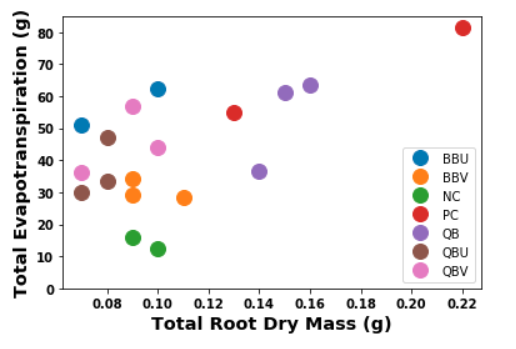 Total Evapotranspiration (g)
80
70
60
50
40
30
20
10
0
BBU
BBV
NC
PC
QB
QBU
QBV
0.08 0.10 0.12 0.14 0.16 0.18 0.20 0.22
Total Root Dry Mass (g)